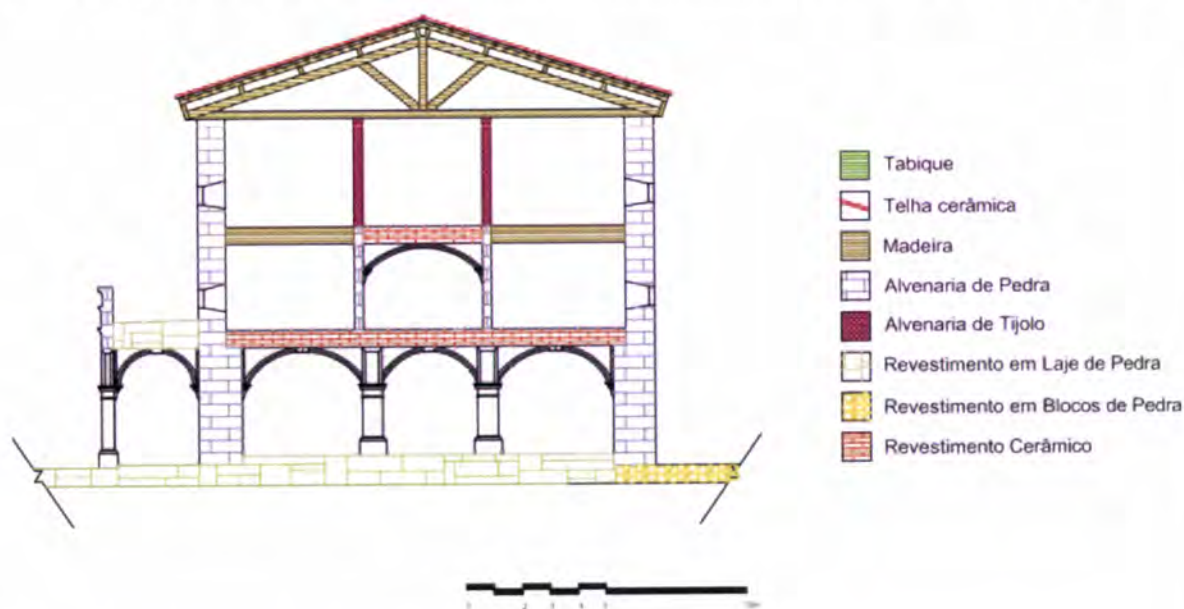 Tabique
Telha cerâmica
Madeira
Alvenaria de Pedra
Alvenaria de Tijolo
Revestimento em Laje de Pedra
Revestimento em Blocos de Pedra
Revestimento Cerâmico